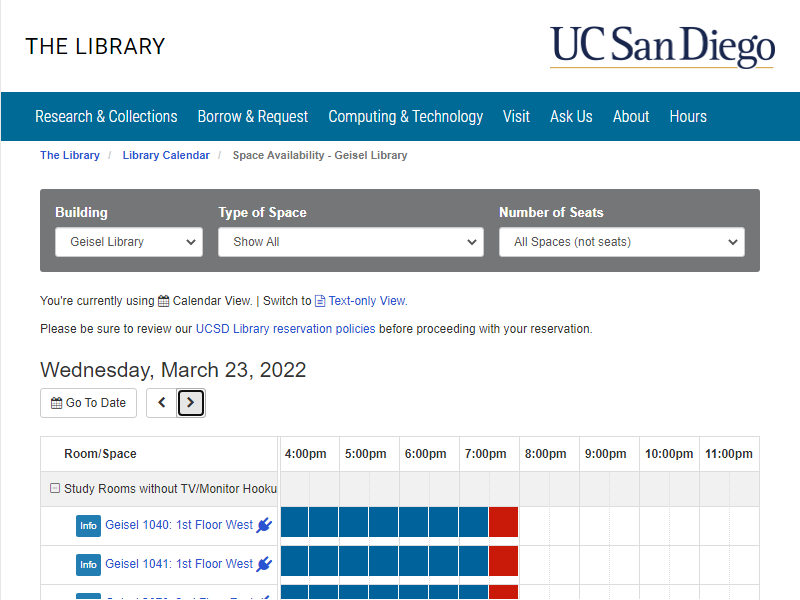 THE LIBRARY
UC San Diego
Research & Collections Borrow & Request Computing & Technology Visit Ask Us About Hours
The Library / Library Calendar / Space Availability - Geisel Library
Building Type of Space Number of Seats
Geisel Library Show All All Spaces (not seats)
You're currently using Calendar View. | Switch to Text-only View.
Please be sure to review our UCSD Library reservation policies before proceeding with your reservation.
Wednesday, March 23, 2022
Go To Date
Room/Space 4:00pm 5:00pm 6:00pm 7:00pm 8:00pm 9:00pm 10:00pm 11:00pm
Study Rooms without TV/Monitor Hooku
Info Geisel 1040: 1st Floor West
Info Geisel 1041: 1st Floor West